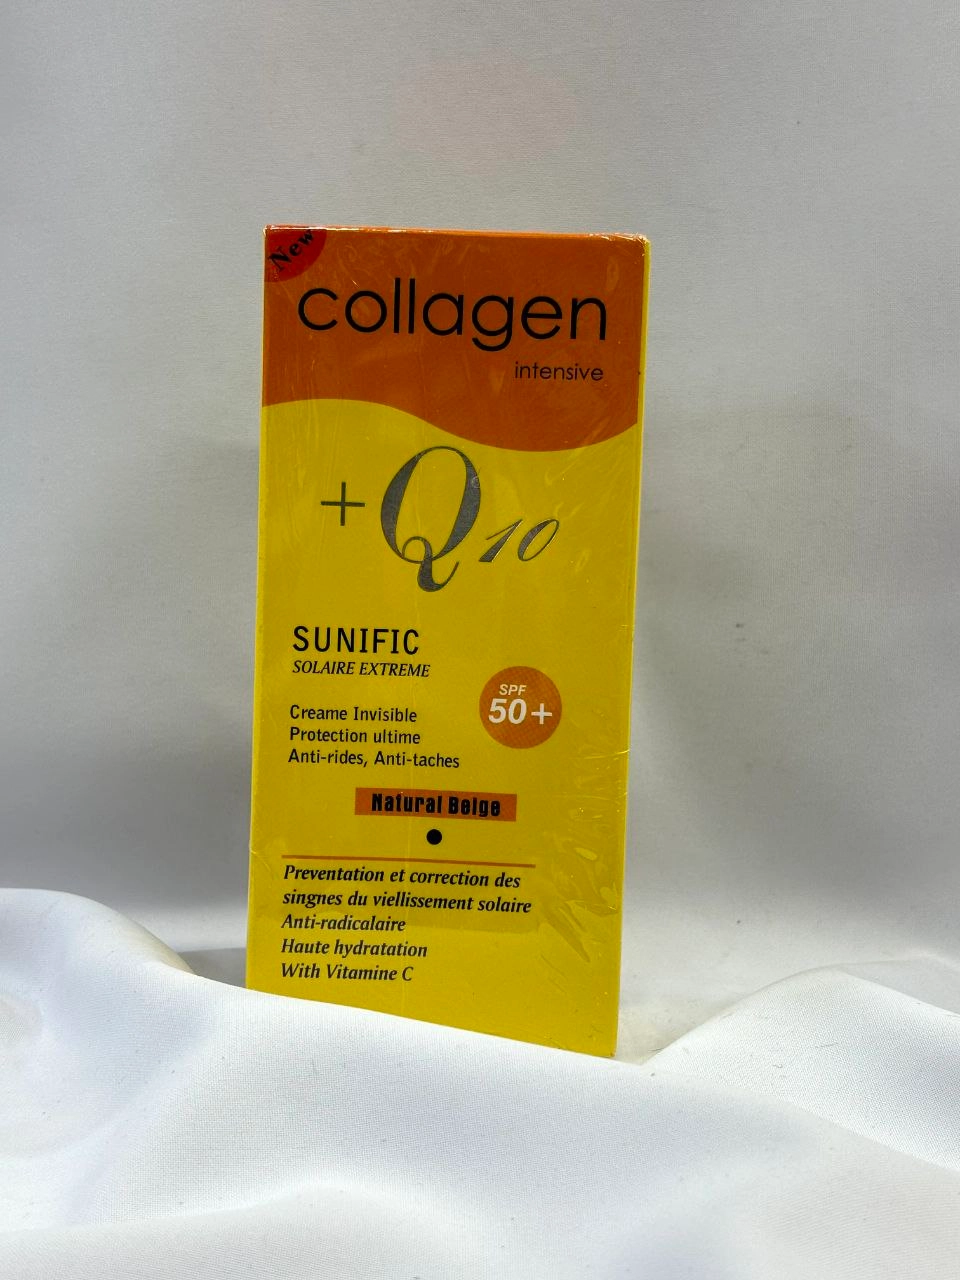 New
collagen
intensive
+Q10
SUNIFIC
SOLAIRE EXTREME
SPF
50+
Creame Invisible
Protection ultime
Anti-rides, Anti-taches
Natural Beige
Preventation et correction des
singnes du viellissement solaire
Anti-radicalaire
Haute hydratation
With Vitamine C